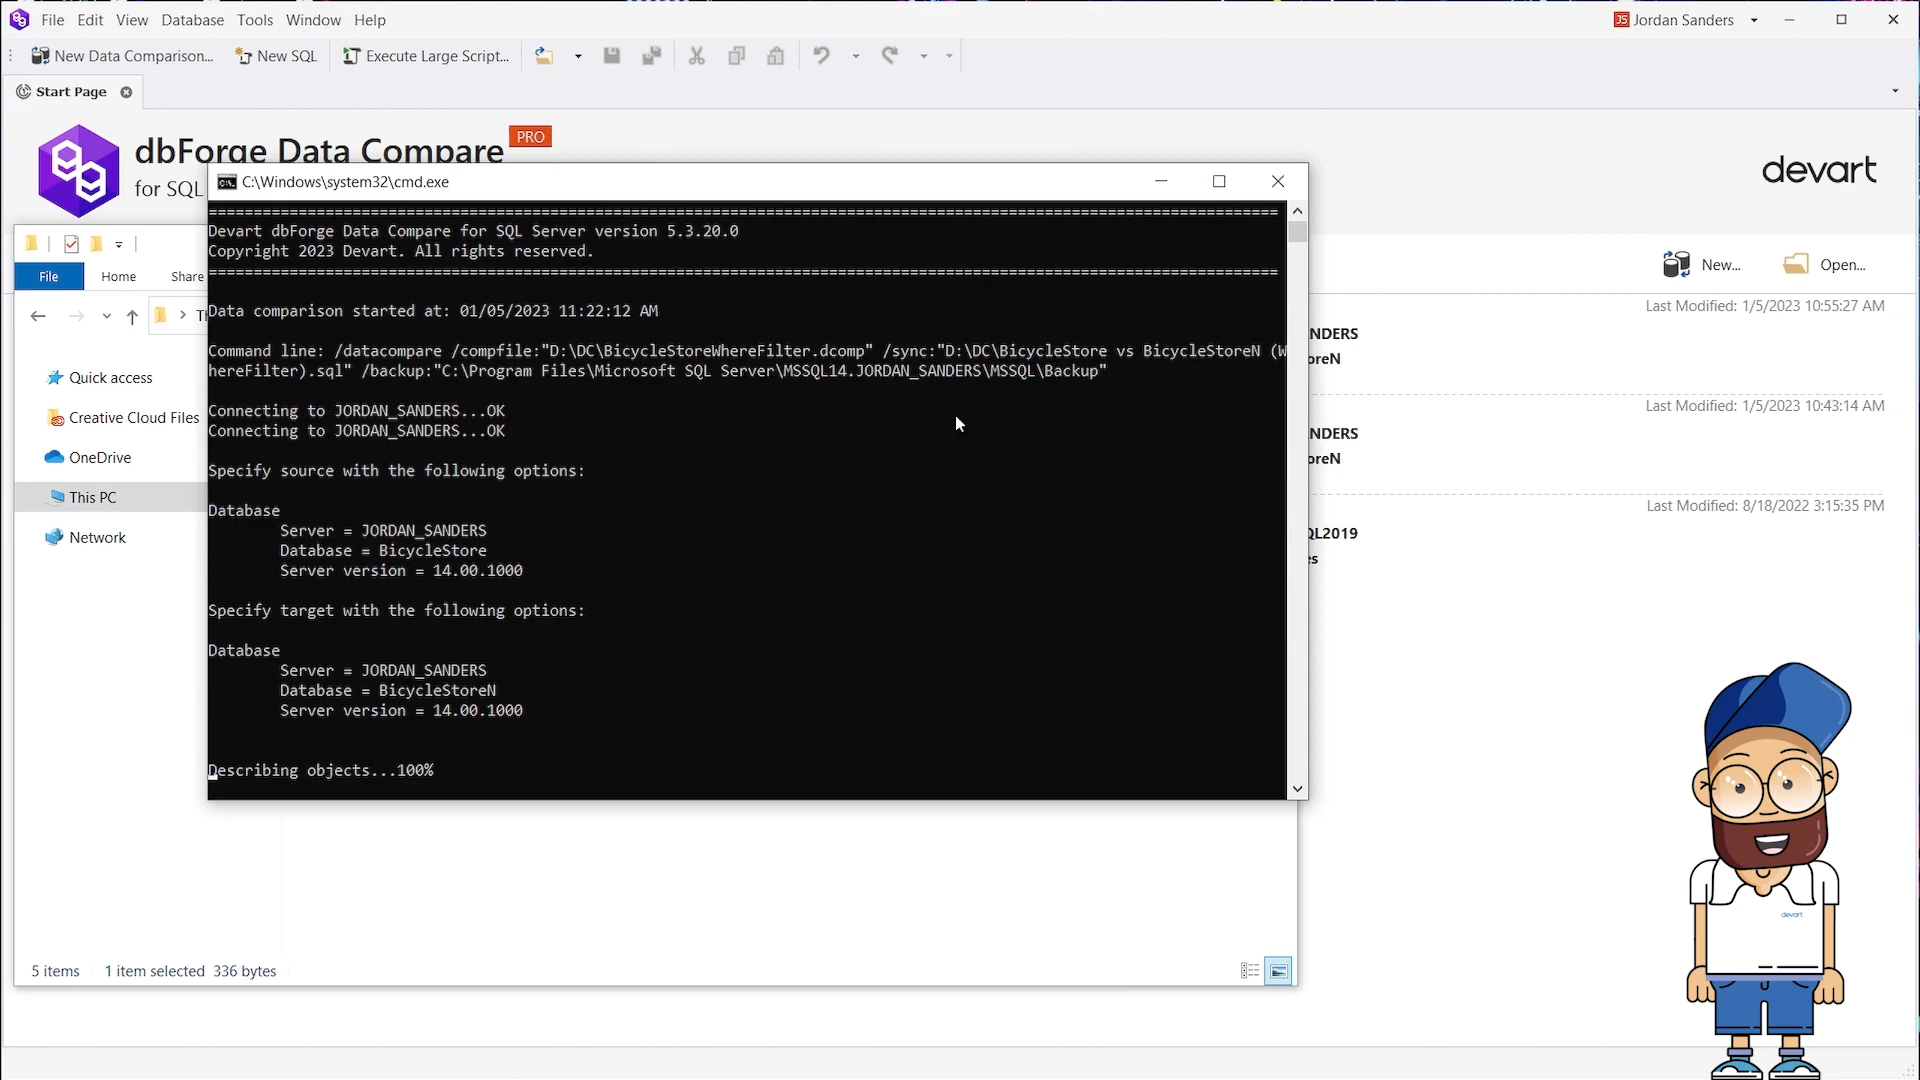 File Edit View Database Tools Window Help
JS Jordan Sanders
New Data Comparison... New SQL Execute Large Script...
Start Page
dbForge Data Compare PRO
for SQL
devart
C:\Windows\system32\cmd.exe
Devart dbForge Data Compare for SQL Server version 5.3.20.0
Copyright 2023 Devart. All rights reserved.
Data comparison started at: 01/05/2023 11:22:12 AM
Command line: /datacompare /compfile:"D:\DC\BicycleStoreWhereFilter.dcomp" /sync:"D:\DC\BicycleStore vs BicycleStoreN (W
hereFilter).sql" /backup:"C:\Program Files\Microsoft SQL Server\MSSQL14.JORDAN_SANDERS\MSSQL\Backup"
Connecting to JORDAN_SANDERS...OK
Connecting to JORDAN_SANDERS...OK
Specify source with the following options:
Database
Server = JORDAN_SANDERS
Database = BicycleStore
Server version = 14.00.1000
Specify target with the following options:
Database
Server = JORDAN_SANDERS
Database = BicycleStoreN
Server version = 14.00.1000
Describing objects...100%
File Home Share
Th
Quick access
Creative Cloud Files
OneDrive
This PC
Network
5 items 1 item selected 336 bytes
New... Open...
Last Modified: 1/5/2023 10:55:27 AM
NDERS
oreN
Last Modified: 1/5/2023 10:43:14 AM
NDERS
oreN
Last Modified: 8/18/2022 3:15:35 PM
QL2019
es
devart